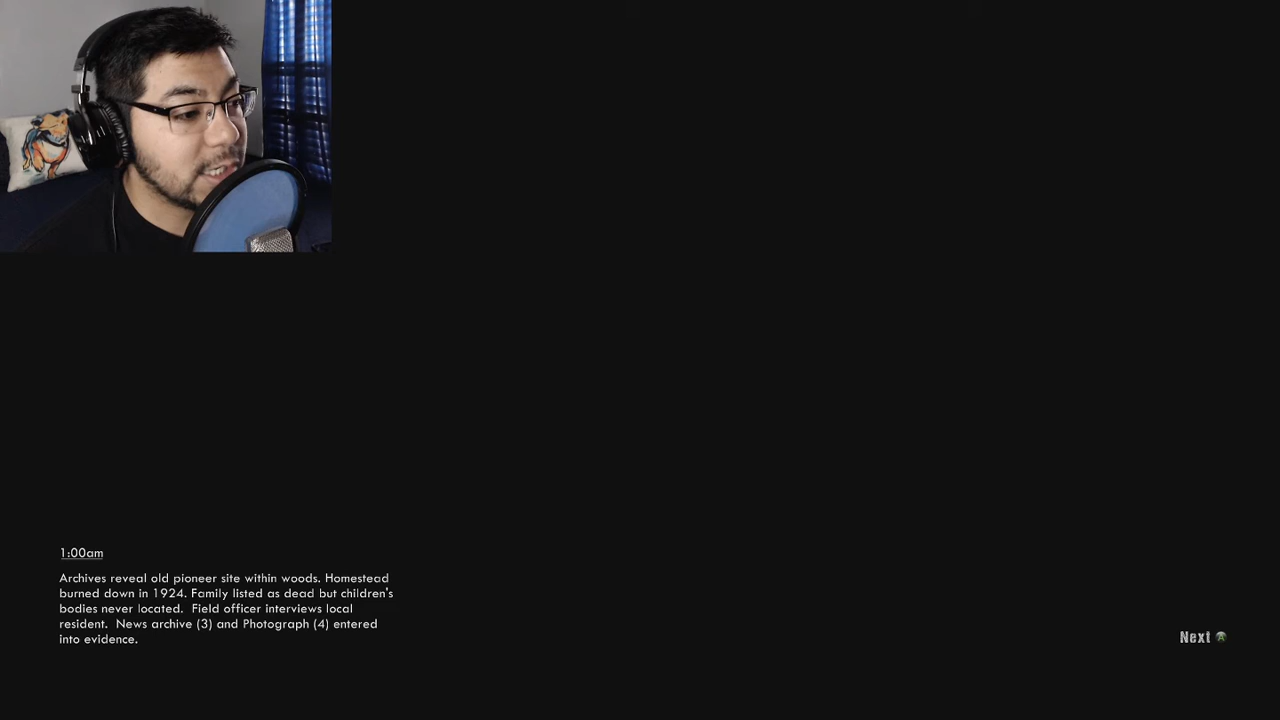 1:00am
Archives reveal old pioneer site within woods. Homestead
burned down in 1924. Family listed as dead but children's
bodies never located.  Field officer interviews local
resident.  News archive (3) and Photograph (4) entered
into evidence.
Next A